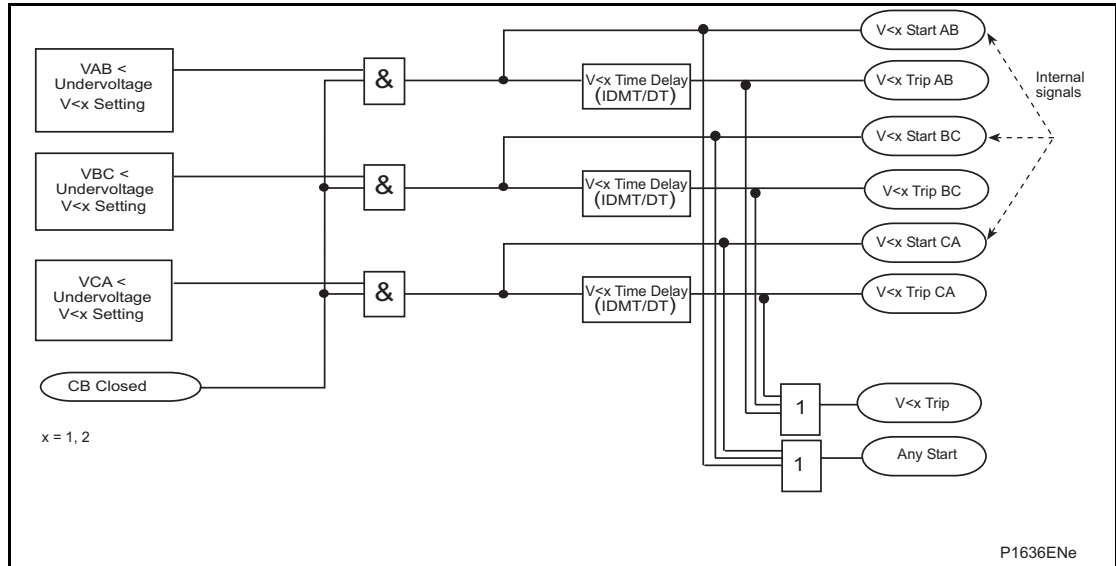 V<x Start AB
VAB <
Undervoltage
V<x Setting
&
V<x Time Delay
(IDMT/DT)
V<x Trip AB
Internal
signals
V<x Start BC
VBC <
Undervoltage
V<x Setting
&
V<x Time Delay
(IDMT/DT)
V<x Trip BC
V<x Start CA
VCA <
Undervoltage
V<x Setting
&
V<x Time Delay
(IDMT/DT)
V<x Trip CA
CB Closed
1
V<x Trip
x = 1, 2
1
Any Start
P1636ENe